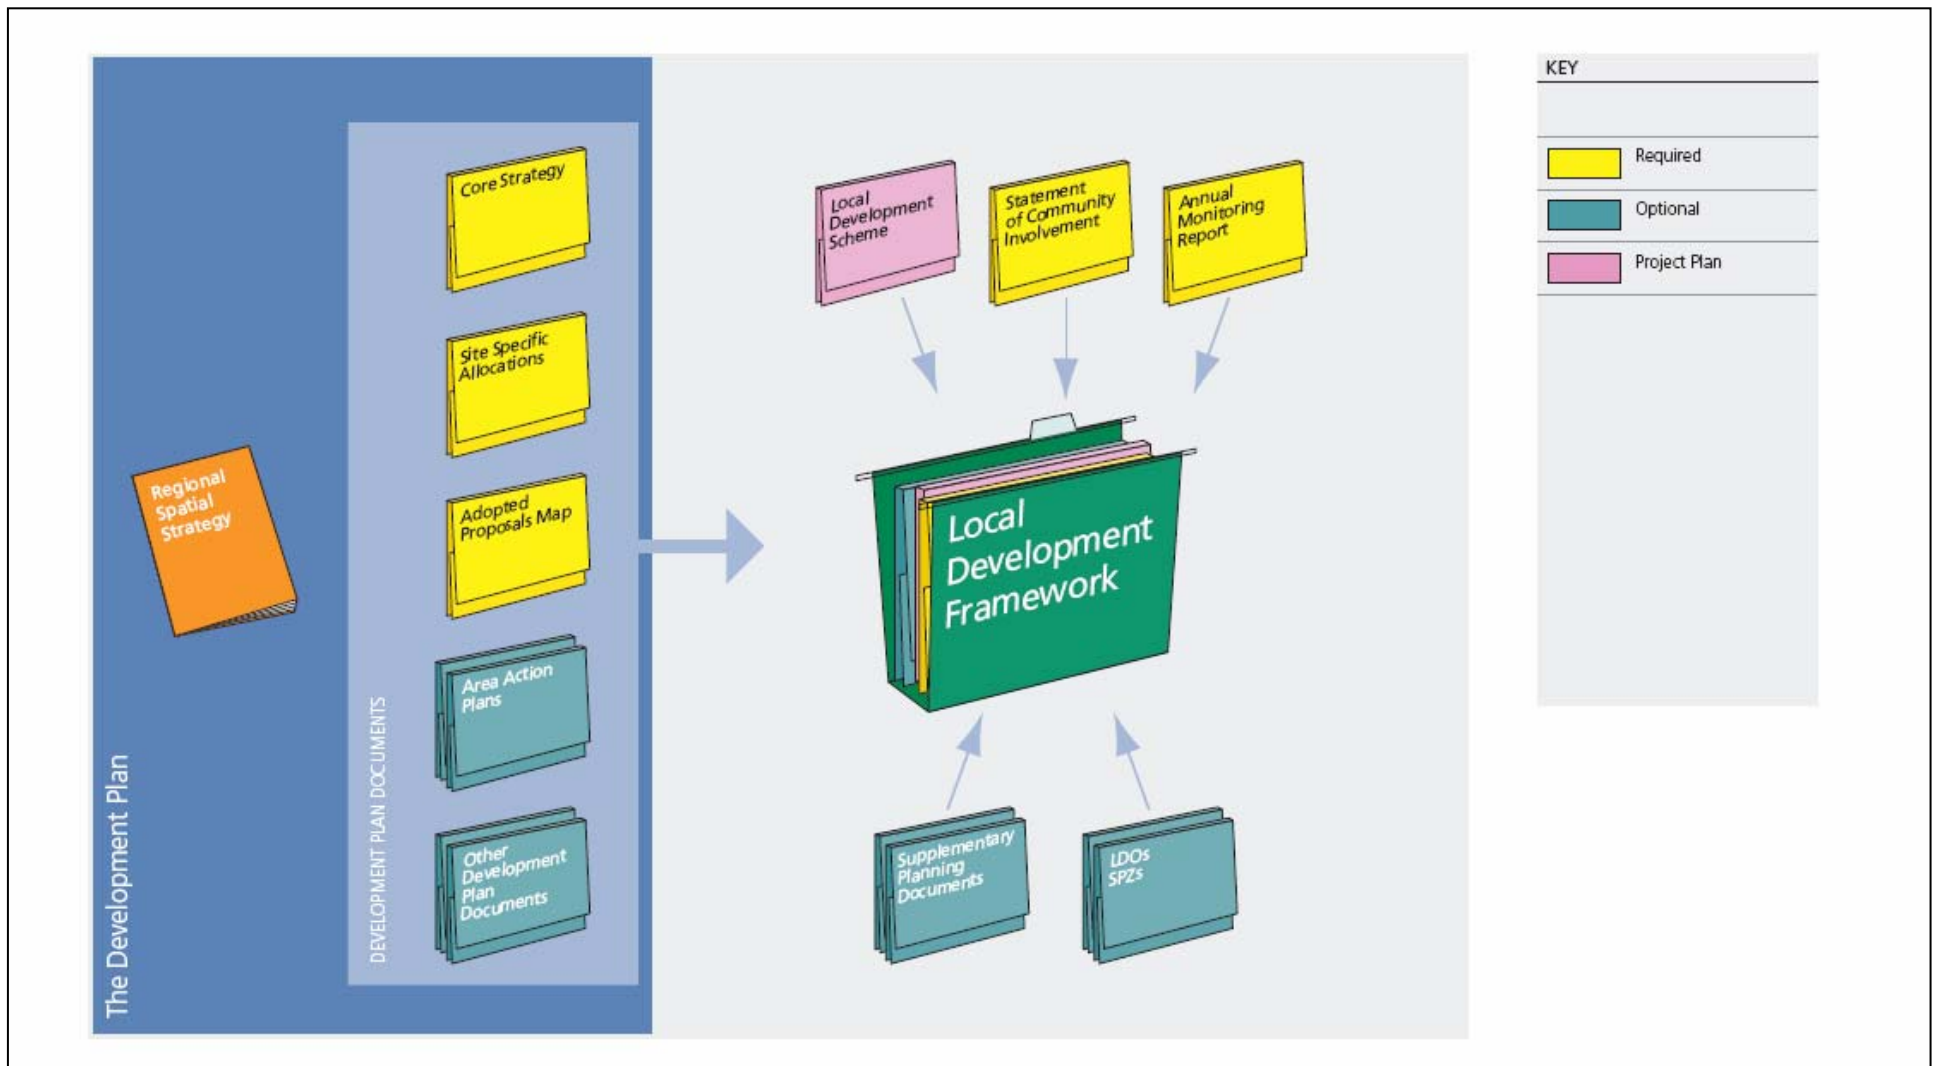 The Development Plan
Regional
Spatial
Strategy
DEVELOPMENT PLAN DOCUMENTS
Core Strategy
Site Specific
Allocations
Adopted
Proposals Map
Area Action
Plans
Other
Development
Plan
Documents
Local
Development
Scheme
Statement
of Community
Involvement
Annual
Monitoring
Report
Local
Development
Framework
Supplementary
Planning
Documents
LDOs
SPZs
KEY
Required
Optional
Project Plan